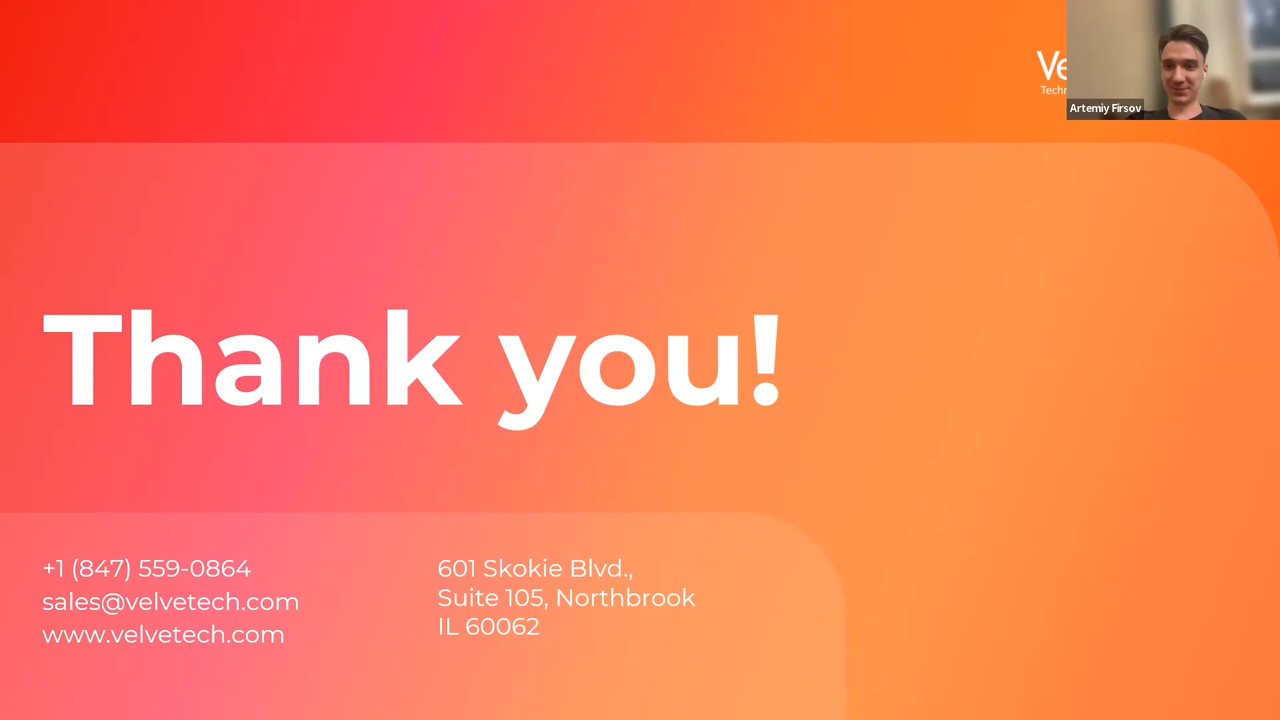 Artemiy Firsov
Thank you!
+1 (847) 559-0864
sales@velvetech.com
www.velvetech.com
601 Skokie Blvd.,
Suite 105, Northbrook
IL 60062